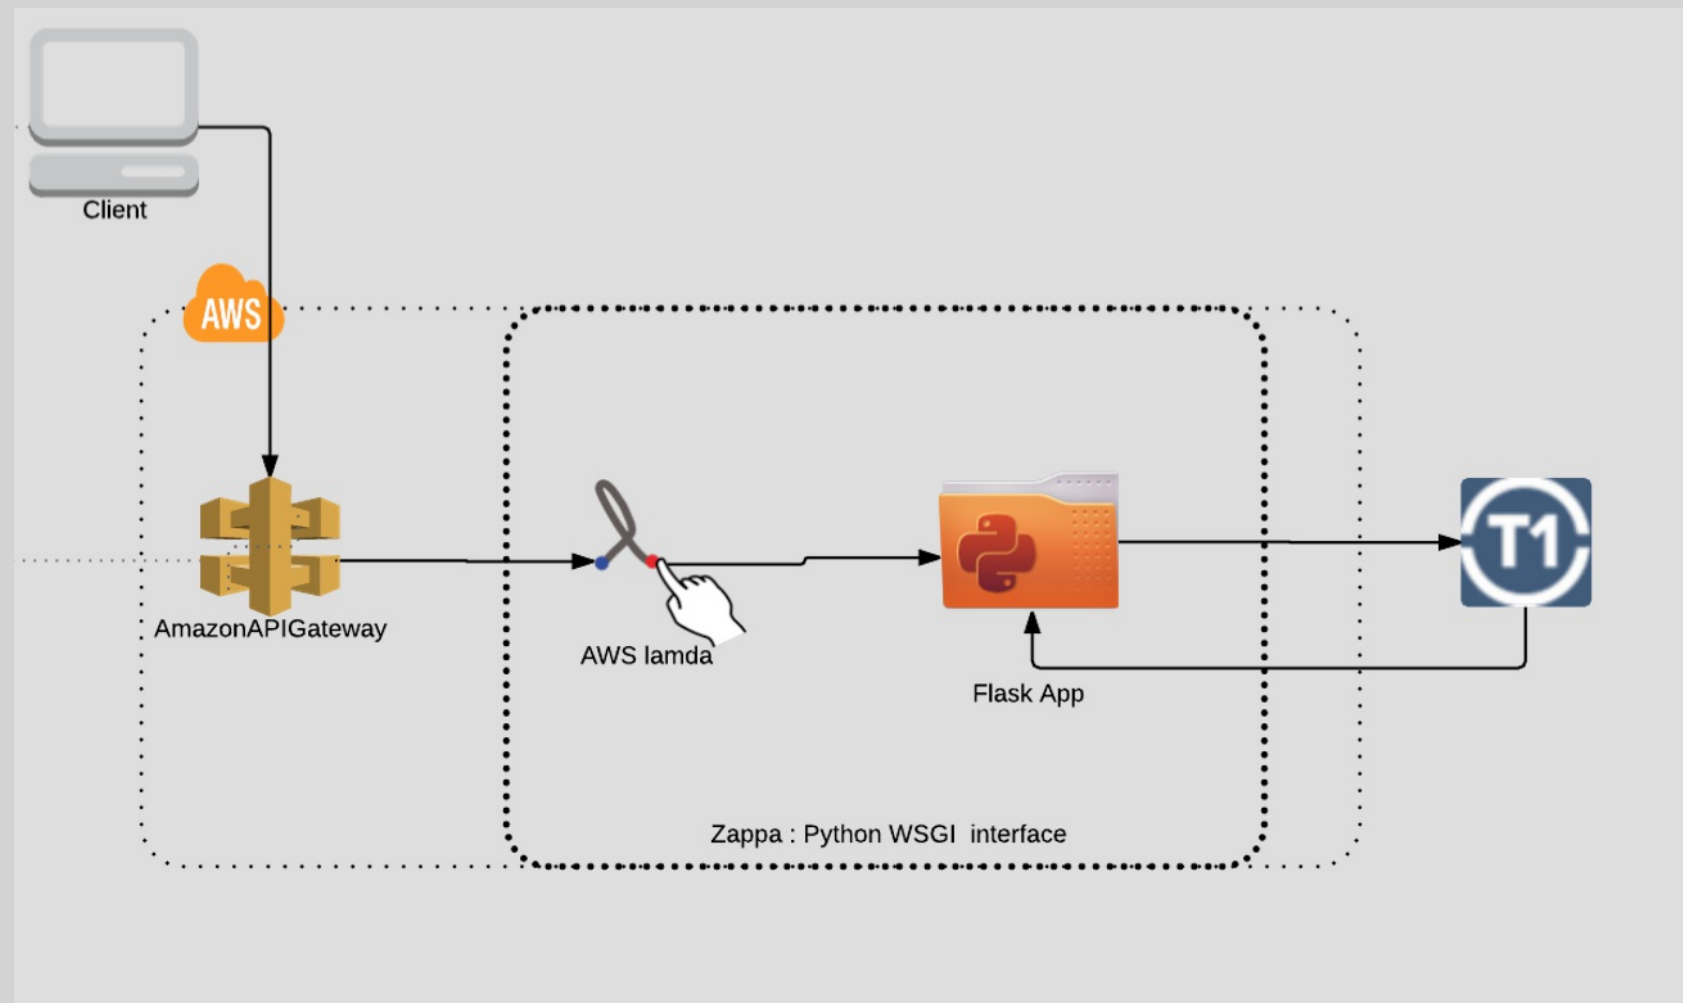 Client
AWS
T1
AmazonAPIGateway
AWS lamda
Flask App
Zappa : Python WSGI  interface